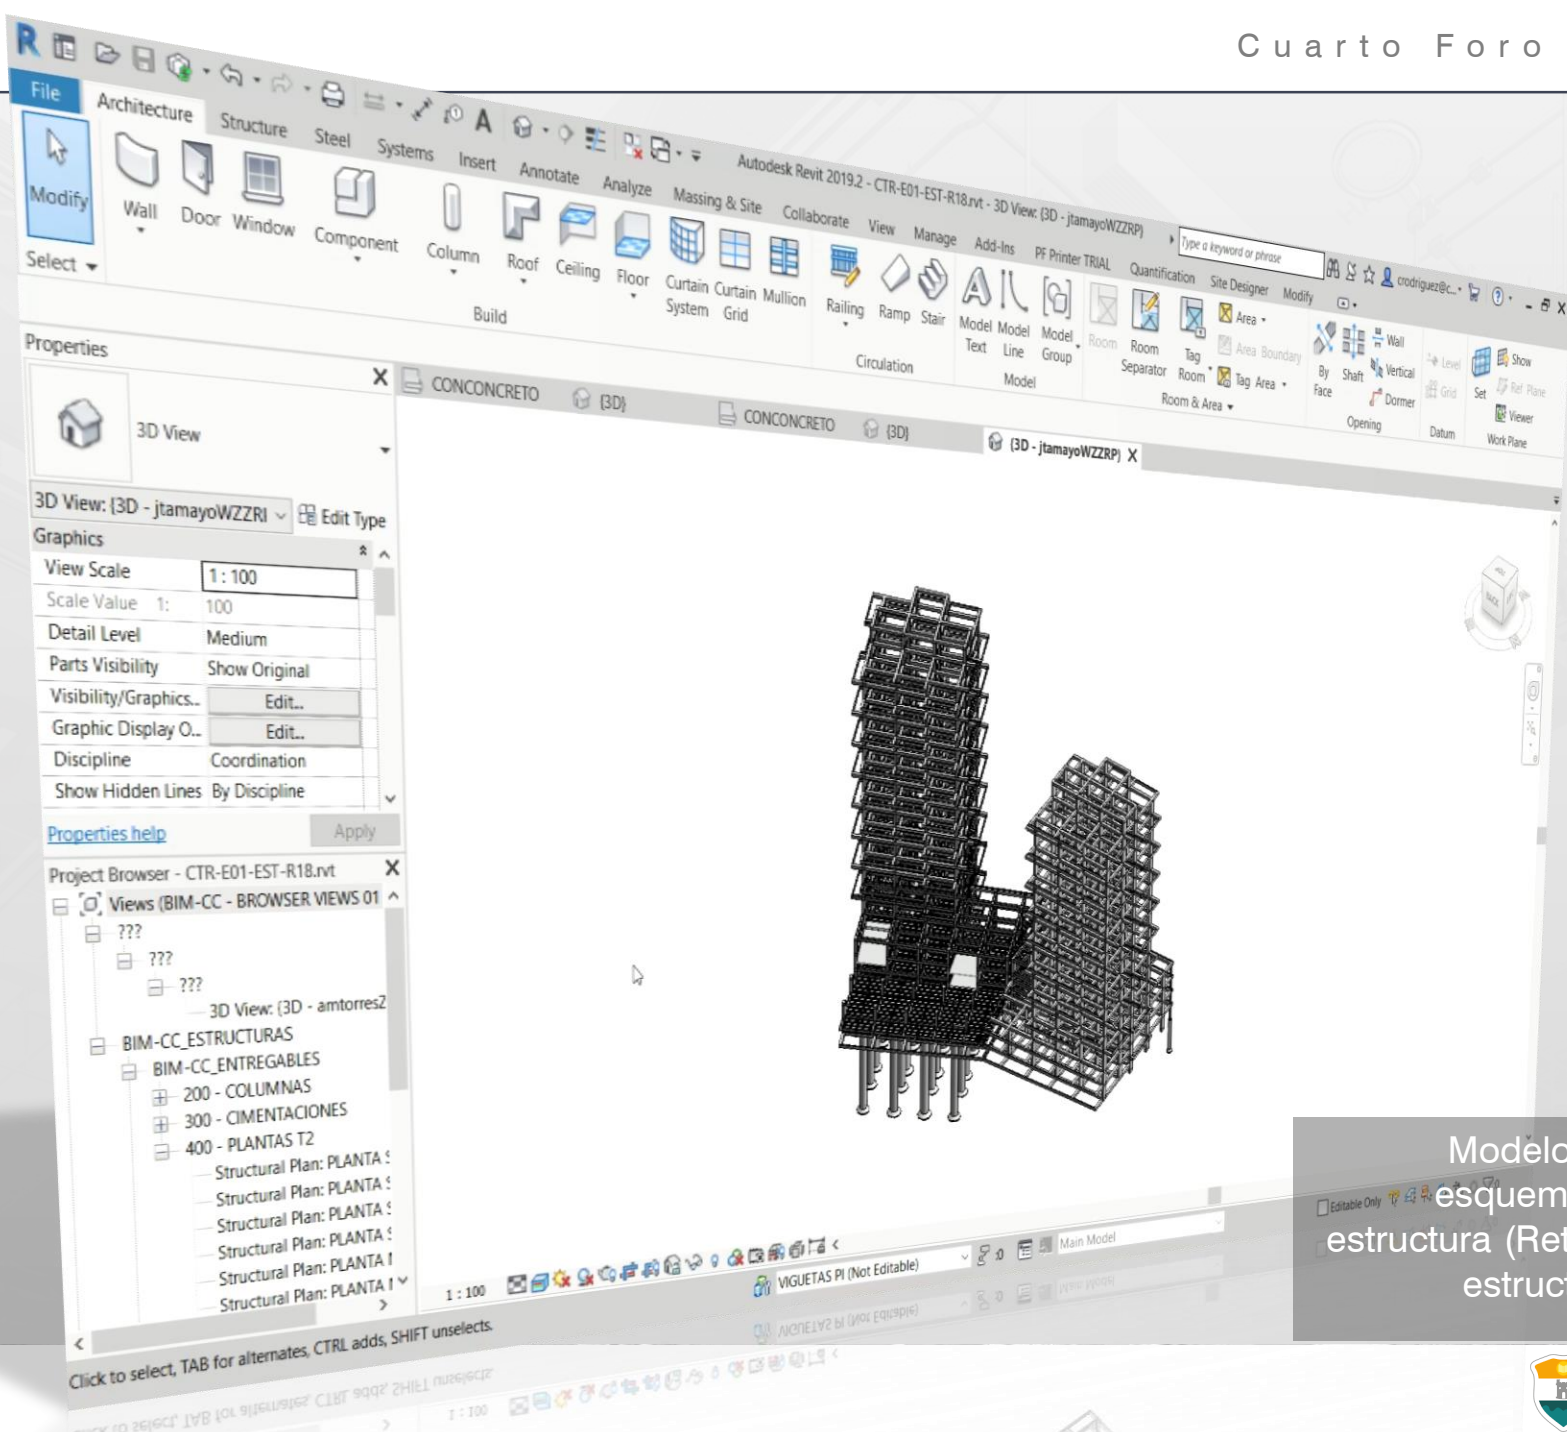 Cuarto Foro
Autodesk Revit 2019.2 - CTR-E01-EST-R18.rvt - 3D View: {3D - jtamayoWZZRP}
Type a keyword or phrase
crodriguez@c...
File
Architecture
Structure
Steel
Systems
Insert
Annotate
Analyze
Massing & Site
Collaborate
View
Manage
Add-Ins
PF Printer TRIAL
Quantification
Site Designer
Modify
Modify
Select
Wall
Door
Window
Component
Column
Roof
Ceiling
Floor
Curtain System
Curtain Grid
Mullion
Build
Railing
Ramp
Stair
Circulation
Model Text
Model Line
Model Group
Model
Room
Room Separator
Tag Room
Area
Area Boundary
Tag Area
Room & Area
By Face
Shaft
Wall
Vertical
Dormer
Opening
Level
Grid
Datum
Set
Show
Ref Plane
Viewer
Work Plane
Properties
X
CONCONCRETO
{3D}
CONCONCRETO
{3D}
{3D - jtamayoWZZRP} X
3D View
3D View: {3D - jtamayoWZZRI
Edit Type
Graphics
View Scale 1 : 100
Scale Value 1: 100
Detail Level Medium
Parts Visibility Show Original
Visibility/Graphics... Edit...
Graphic Display O... Edit...
Discipline Coordination
Show Hidden Lines By Discipline
Properties help
Apply
BACK
Project Browser - CTR-E01-EST-R18.rvt X
Views (BIM-CC - BROWSER VIEWS 01
???
???
???
3D View: {3D - amtorresZ
BIM-CC_ESTRUCTURAS
BIM-CC_ENTREGABLES
200 - COLUMNAS
300 - CIMENTACIONES
400 - PLANTAS T2
Structural Plan: PLANTA S
Structural Plan: PLANTA S
Structural Plan: PLANTA S
Structural Plan: PLANTA S
Structural Plan: PLANTA
Structural Plan: PLANTA
1 : 100
VIGUETAS PI (Not Editable)
:0
Main Model
Editable Only
Click to select, TAB for alternates, CTRL adds, SHIFT unselects.
Modelo
esquem
estructura (Ret
estruct